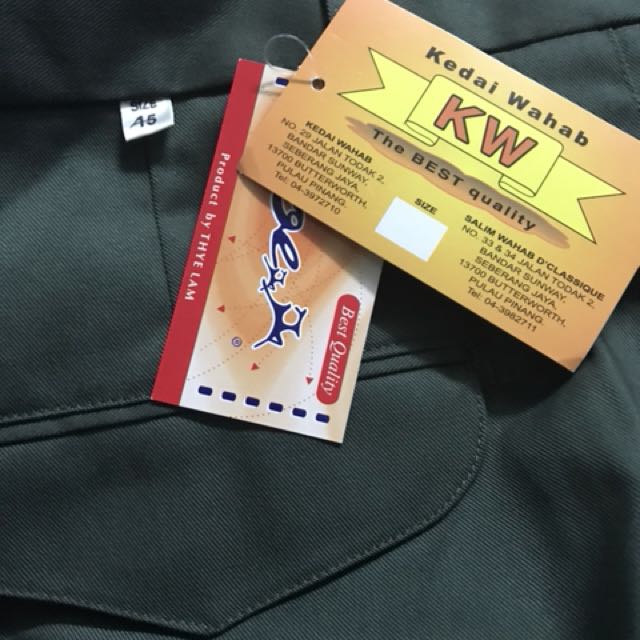 SIZE
A5
Kedai Wahab
KW
The BEST quality
KEDAI WAHAB
NO. 29 JALAN TODAK 2,
BANDAR SUNWAY,
SEBERANG JAYA,
13700 BUTTERWORTH,
PULAU PINANG.
Tel: 04-3972710
SIZE
SALIM WAHAB D'CLASSIQUE
NO. 33 & 34 JALAN TODAK 2,
BANDAR SUNWAY,
SEBERANG JAYA,
13700 BUTTERWORTH,
PULAU PINANG.
Tel: 04-3982711
Product by THYE LAM
®
Best Quality